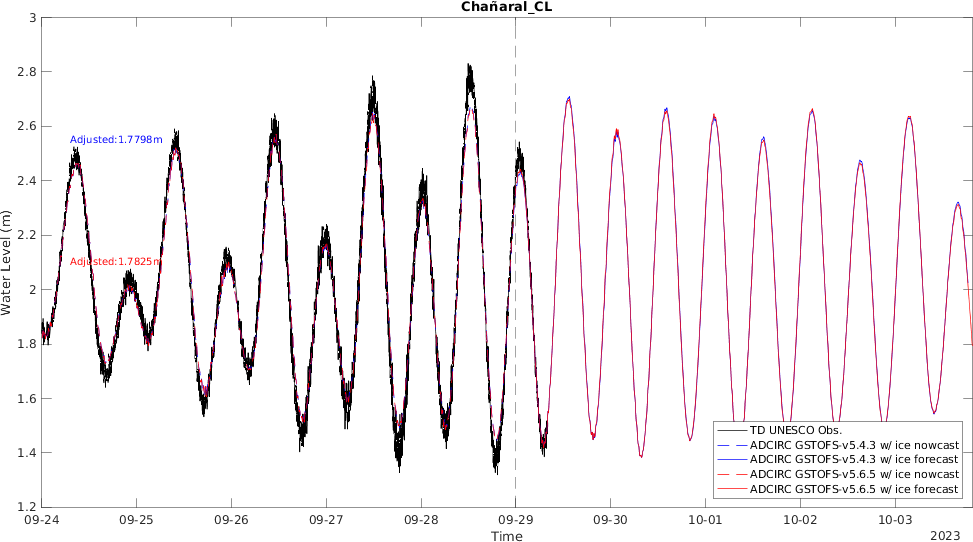 Chañaral_CL
3
2.8
2.6
2.4
2.2
2
1.8
1.6
1.4
1.2
Water Level (m)
Adjusted:1.7798m
Adjusted:1.7825m
TD UNESCO Obs.
ADCIRC GSTOFS-v5.4.3 w/ ice nowcast
ADCIRC GSTOFS-v5.4.3 w/ ice forecast
ADCIRC GSTOFS-v5.6.5 w/ ice nowcast
ADCIRC GSTOFS-v5.6.5 w/ ice forecast
09-24 09-25 09-26 09-27 09-28 09-29 09-30 10-01 10-02 10-03
Time
2023